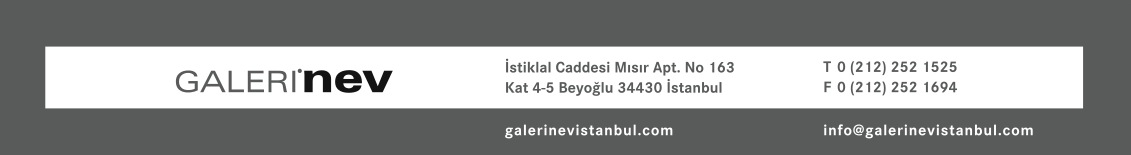 GALERİnev
İstiklal Caddesi Mısır Apt. No 163
Kat 4-5 Beyoğlu 34430 İstanbul
T 0 (212) 252 1525
F 0 (212) 252 1694
galerinevistanbul.com
info@galerinevistanbul.com